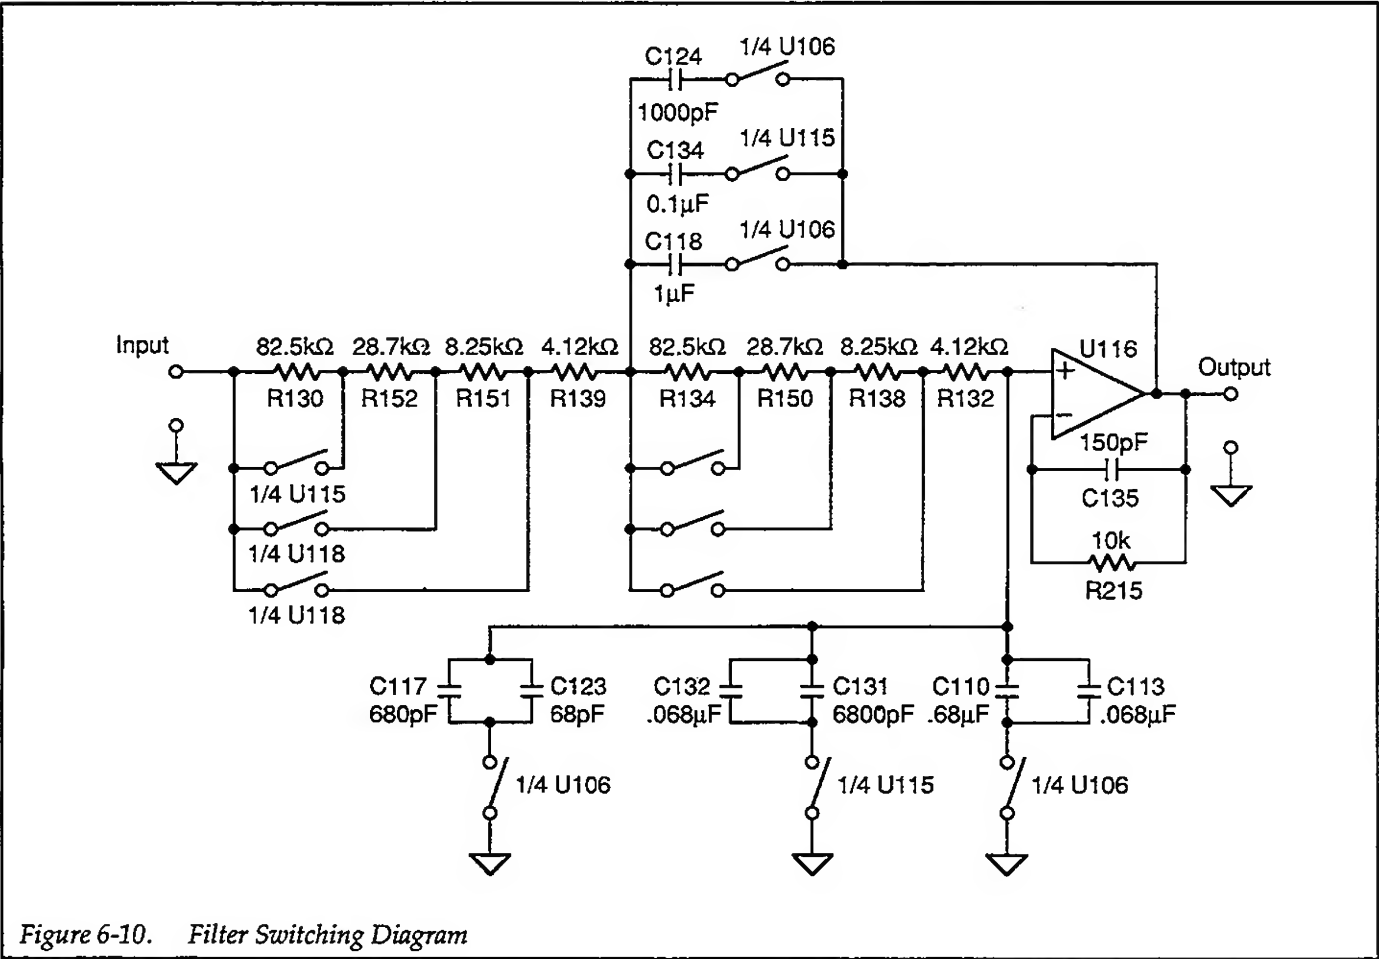 C124
1/4 U106
1000pF
C134
1/4 U115
0.1µF
C118
1/4 U106
1µF
Input
82.5kΩ 28.7kΩ 8.25kΩ 4.12kΩ 82.5kΩ 28.7kΩ 8.25kΩ 4.12kΩ
U116
Output
R130 R152 R151 R139 R134 R150 R138 R132
+
−
150pF
C135
1/4 U115
1/4 U118
1/4 U118
10k
R215
C117
680pF
C123
68pF
C132
.068µF
C131
6800pF
C110
.68µF
C113
.068µF
1/4 U106
1/4 U115
1/4 U106
Figure 6-10. Filter Switching Diagram